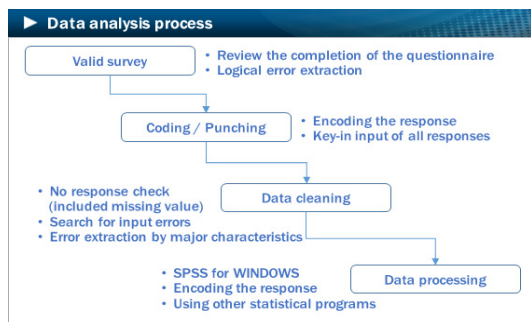 ► Data analysis process
Valid survey
• Review the completion of the questionnaire
• Logical error extraction
Coding / Punching
• Encoding the response
• Key-in input of all responses
• No response check
(included missing value)
• Search for input errors
• Error extraction by major characteristics
Data cleaning
• SPSS for WINDOWS
• Encoding the response
• Using other statistical programs
Data processing